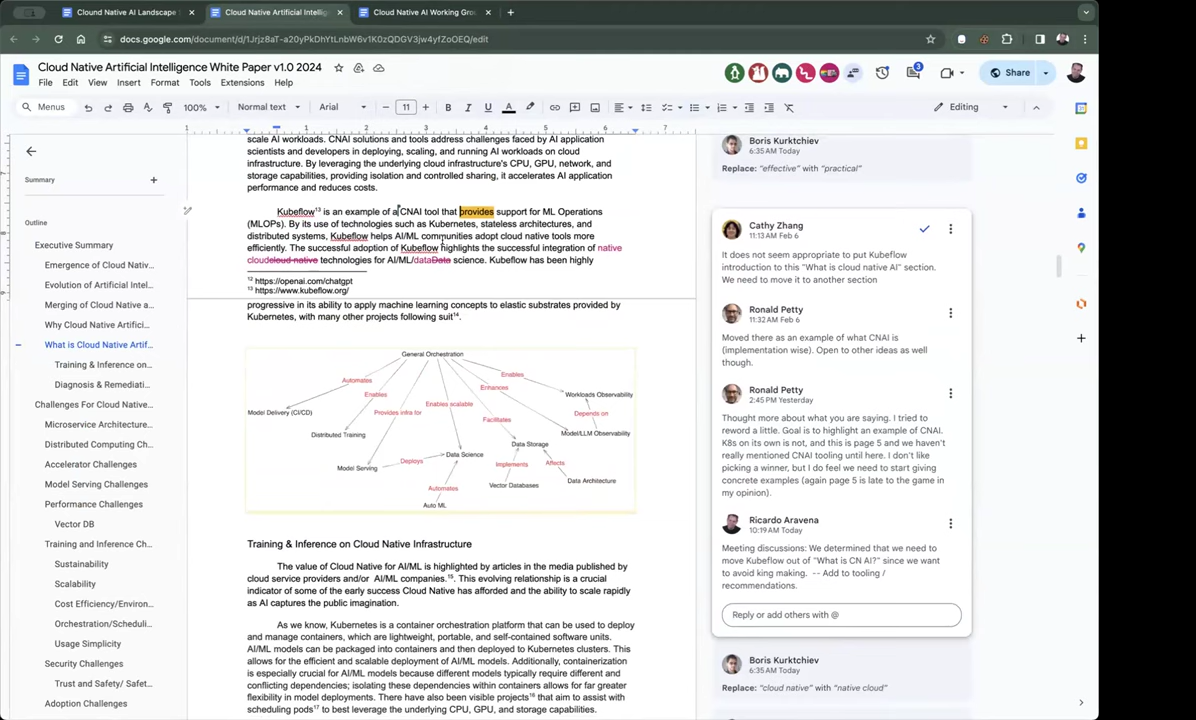 Cloud Native AI Landscape
Cloud Native Artificial Intellige
Cloud Native AI Working Grou
docs.google.com/document/d/1Jrjz8aT-a20yPkDhYtLnbW6v1K0zQDGV3jw4yfZoOEQ/edit
Cloud Native Artificial Intelligence White Paper v1.0 2024
File Edit View Insert Format Tools Extensions Help
3
Share
Menus
100%
Normal text
Arial
11
Editing
1 1 2 3 4 5 6 7
Summary
Outline
Executive Summary
Emergence of Cloud Nativ...
Evolution of Artificial Intel...
Merging of Cloud Native a...
Why Cloud Native Artifici...
What is Cloud Native Artif...
Training & Inference on...
Diagnosis & Remediati...
Challenges For Cloud Native...
Microservice Architecture...
Distributed Computing Ch...
Accelerator Challenges
Model Serving Challenges
Performance Challenges
Vector DB
Training and Inference Ch...
Sustainability
Scalability
Cost Efficiency/Environ...
Orchestration/Scheduli...
Usage Simplicity
Security Challenges
Trust and Safety/ Safet...
Adoption Challenges
scale AI workloads. CNAI solutions and tools address challenges faced by AI application
scientists and developers in deploying, scaling, and running AI workloads on cloud
infrastructure. By leveraging the underlying cloud infrastructure's CPU, GPU, network, and
storage capabilities, providing isolation and controlled sharing, it accelerates AI application
performance and reduces costs.
Kubeflow¹³ is an example of a CNAI tool that provides support for ML Operations
(MLOPs). By its use of technologies such as Kubernetes, stateless architectures, and
distributed systems, Kubeflow helps AI/ML communities adopt cloud native tools more
efficiently. The successful adoption of Kubeflow highlights the successful integration of native
cloudcloud native technologies for AI/ML/dataData science. Kubeflow has been highly
¹² https://openai.com/chatgpt
¹³ https://www.kubeflow.org/
progressive in its ability to apply machine learning concepts to elastic substrates provided by
Kubernetes, with many other projects following suit¹⁴.
General Orchestration
Enables
Automates
Enhances
Enables
Workloads Observability
Enables scalable
Provides infra for
Model Delivery (CI/CD)
Depends on
Facilitates
Distributed Training
Model/LLM Observability
Data Storage
Data Science
Deploys
Implements
Affects
Model Serving
Data Architecture
Vector Databases
Automates
Auto ML
Training & Inference on Cloud Native Infrastructure
The value of Cloud Native for AI/ML is highlighted by articles in the media published by
cloud service providers and/or AI/ML companies.¹⁵. This evolving relationship is a crucial
indicator of some of the early success Cloud Native has afforded and the ability to scale rapidly
as AI captures the public imagination.
As we know, Kubernetes is a container orchestration platform that can be used to deploy
and manage containers, which are lightweight, portable, and self-contained software units.
AI/ML models can be packaged into containers and then deployed to Kubernetes clusters. This
allows for the efficient and scalable deployment of AI/ML models. Additionally, containerization
is especially crucial for AI/ML models because different models typically require different and
conflicting dependencies; isolating these dependencies within containers allows for far greater
flexibility in model deployments. There have also been visible projects¹⁶ that aim to assist with
scheduling pods¹⁷ to best leverage the underlying CPU, GPU, and storage capabilities.
Boris Kurktchiev
6:35 AM Today
Replace: "effective" with "practical"
Cathy Zhang
11:13 AM Feb 6
It does not seem appropriate to put Kubeflow
introduction to this "What is cloud native AI" section.
We need to move it to another section
Ronald Petty
11:32 AM Feb 6
Moved there as an example of what CNAI is
(implementation wise). Open to other ideas as well
though.
Ronald Petty
2:45 PM Yesterday
Thought more about what you are saying. I tried to
reword a little. Goal is to highlight an example of CNAI.
K8s on its own is not, and this is page 5 and we haven't
really mentioned CNAI tooling until here. I don't like
picking a winner, but I do feel we need to start giving
concrete examples (again page 5 is late to the game in
my opinion).
Ricardo Aravena
10:19 AM Today
Meeting discussions: We determined that we need to
move Kubeflow out of "What is CN AI?" since we want
to avoid king making. -- Add to tooling /
recommendations.
Reply or add others with @
Boris Kurktchiev
6:35 AM Today
Replace: "cloud native" with "native cloud"